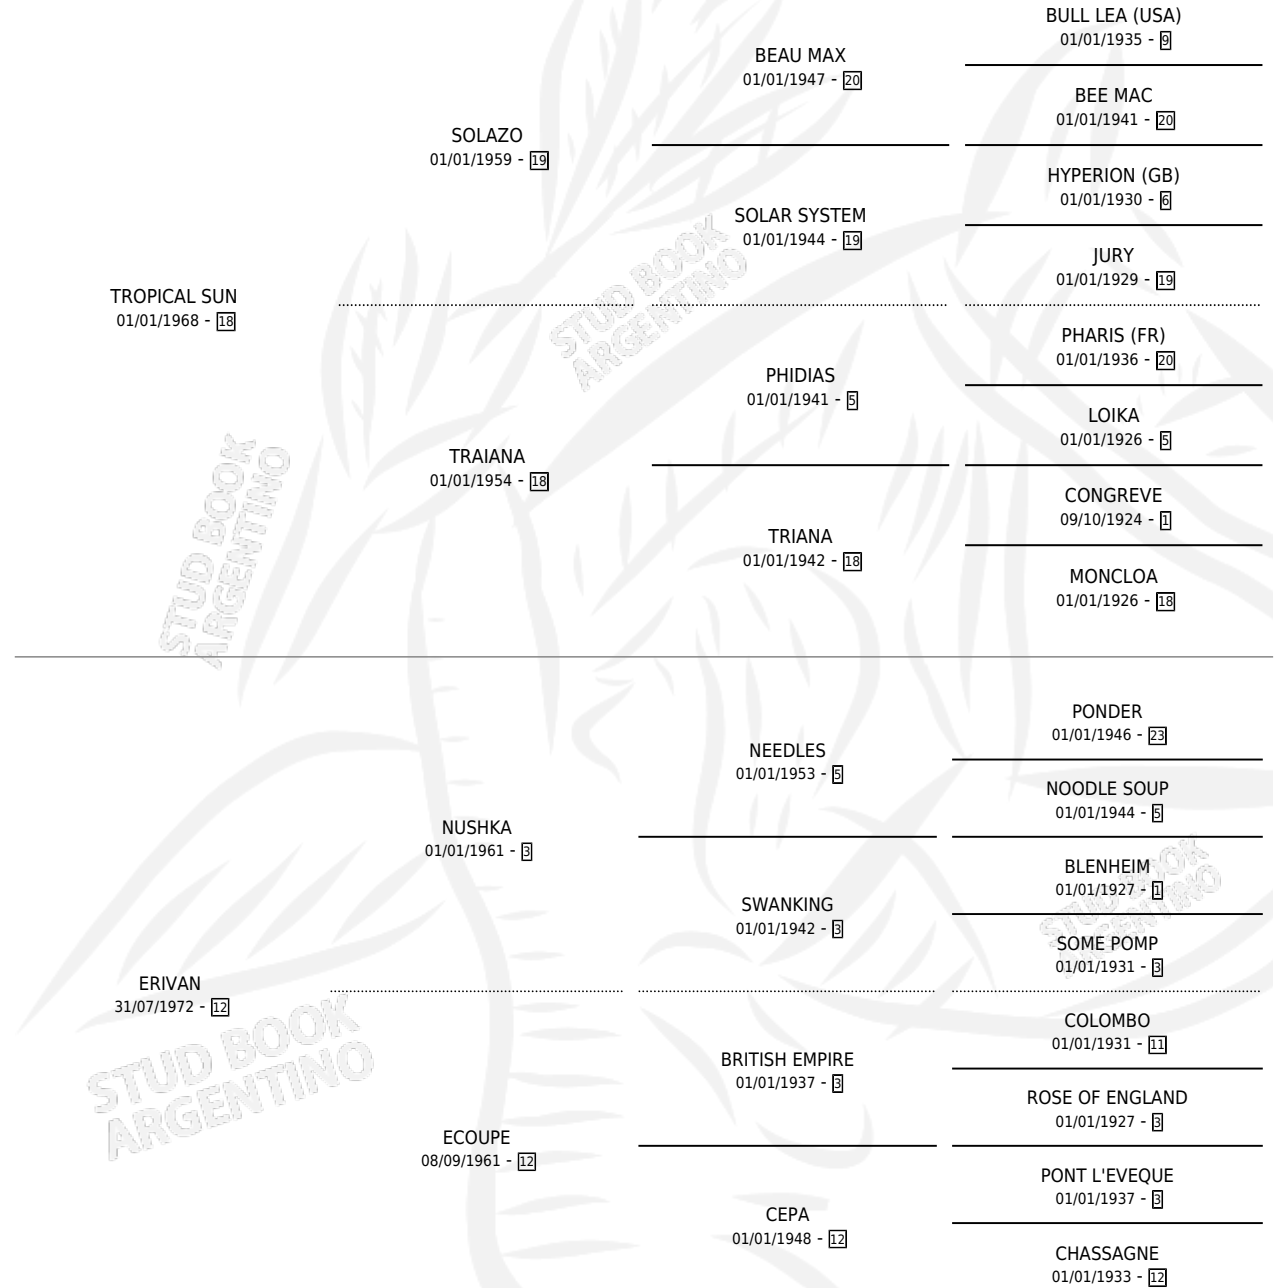 BULL LEA (USA)
01/01/1935 - 9
BEAU MAX
01/01/1947 - 20
BEE MAC
01/01/1941 - 20
SOLAZO
01/01/1959 - 19
HYPERION (GB)
01/01/1930 - 6
SOLAR SYSTEM
01/01/1944 - 19
JURY
01/01/1929 - 19
TROPICAL SUN
01/01/1968 - 18
STUD BOOK
ARGENTINO
PHARIS (FR)
01/01/1936 - 20
PHIDIAS
01/01/1941 - 5
LOIKA
01/01/1926 - 5
TRAIANA
01/01/1954 - 18
CONGREVE
09/10/1924 - 1
TRIANA
01/01/1942 - 18
MONCLOA
01/01/1926 - 18
STUD BOOK
ARGENTINO
PONDER
01/01/1946 - 23
NEEDLES
01/01/1953 - 5
NOODLE SOUP
01/01/1944 - 5
NUSHKA
01/01/1961 - 3
BLENHEIM
01/01/1927 - 1
SWANKING
01/01/1942 - 3
SOME POMP
01/01/1931 - 3
STUD BOOK
ARGENTINO
ERIVAN
31/07/1972 - 12
COLOMBO
01/01/1931 - 11
BRITISH EMPIRE
01/01/1937 - 3
ROSE OF ENGLAND
01/01/1927 - 3
STUD BOOK
ARGENTINO
ECOUPE
08/09/1961 - 12
PONT L'EVEQUE
01/01/1937 - 3
CEPA
01/01/1948 - 12
CHASSAGNE
01/01/1933 - 12